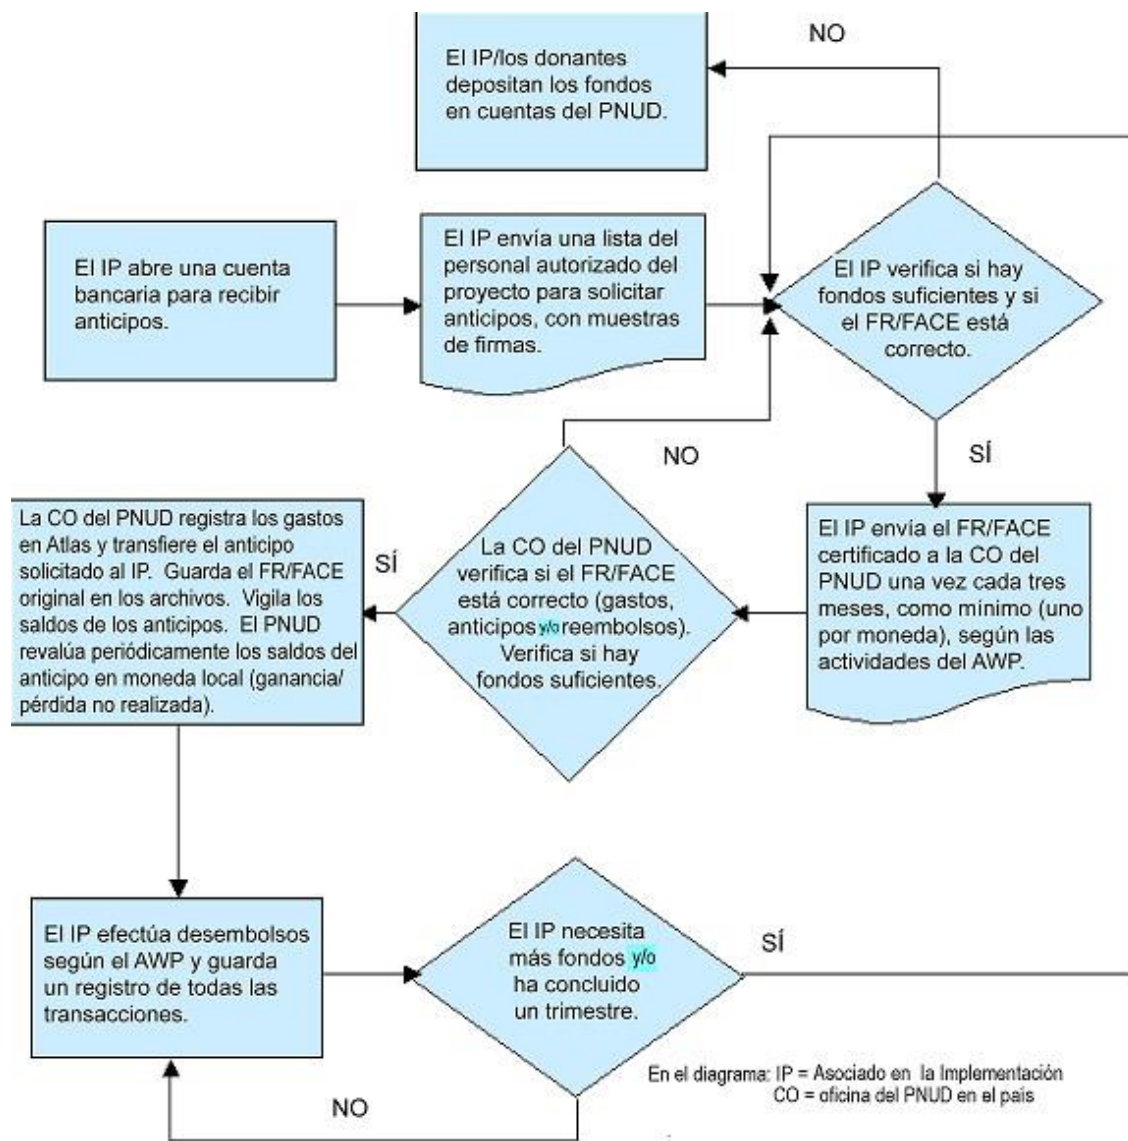 NO
El IP/los donantes
depositan los fondos
en cuentas del PNUD.
El IP abre una cuenta
bancaria para recibir
anticipos.
El IP envía una lista del
personal autorizado del
proyecto para solicitar
anticipos, con muestras
de firmas.
El IP verifica si hay
fondos suficientes y si
el FR/FACE está
correcto.
NO
SÍ
La CO del PNUD registra los gastos
en Atlas y transfiere el anticipo
solicitado al IP. Guarda el FR/FACE
original en los archivos. Vigila los
saldos de los anticipos. El PNUD
revalúa periódicamente los saldos del
anticipo en moneda local (ganancia/
pérdida no realizada).
SÍ
La CO del PNUD
verifica si el FR/FACE
está correcto (gastos,
anticipos y/o reembolsos).
Verifica si hay
fondos suficientes.
El IP envía el FR/FACE
certificado a la CO del
PNUD una vez cada tres
meses, como mínimo (uno
por moneda), según las
actividades del AWP.
El IP efectúa desembolsos
según el AWP y guarda
un registro de todas las
transacciones.
El IP necesita
más fondos y/o
ha concluido
un trimestre.
SÍ
NO
En el diagrama: IP = Asociado en la Implementación
CO = oficina del PNUD en el país